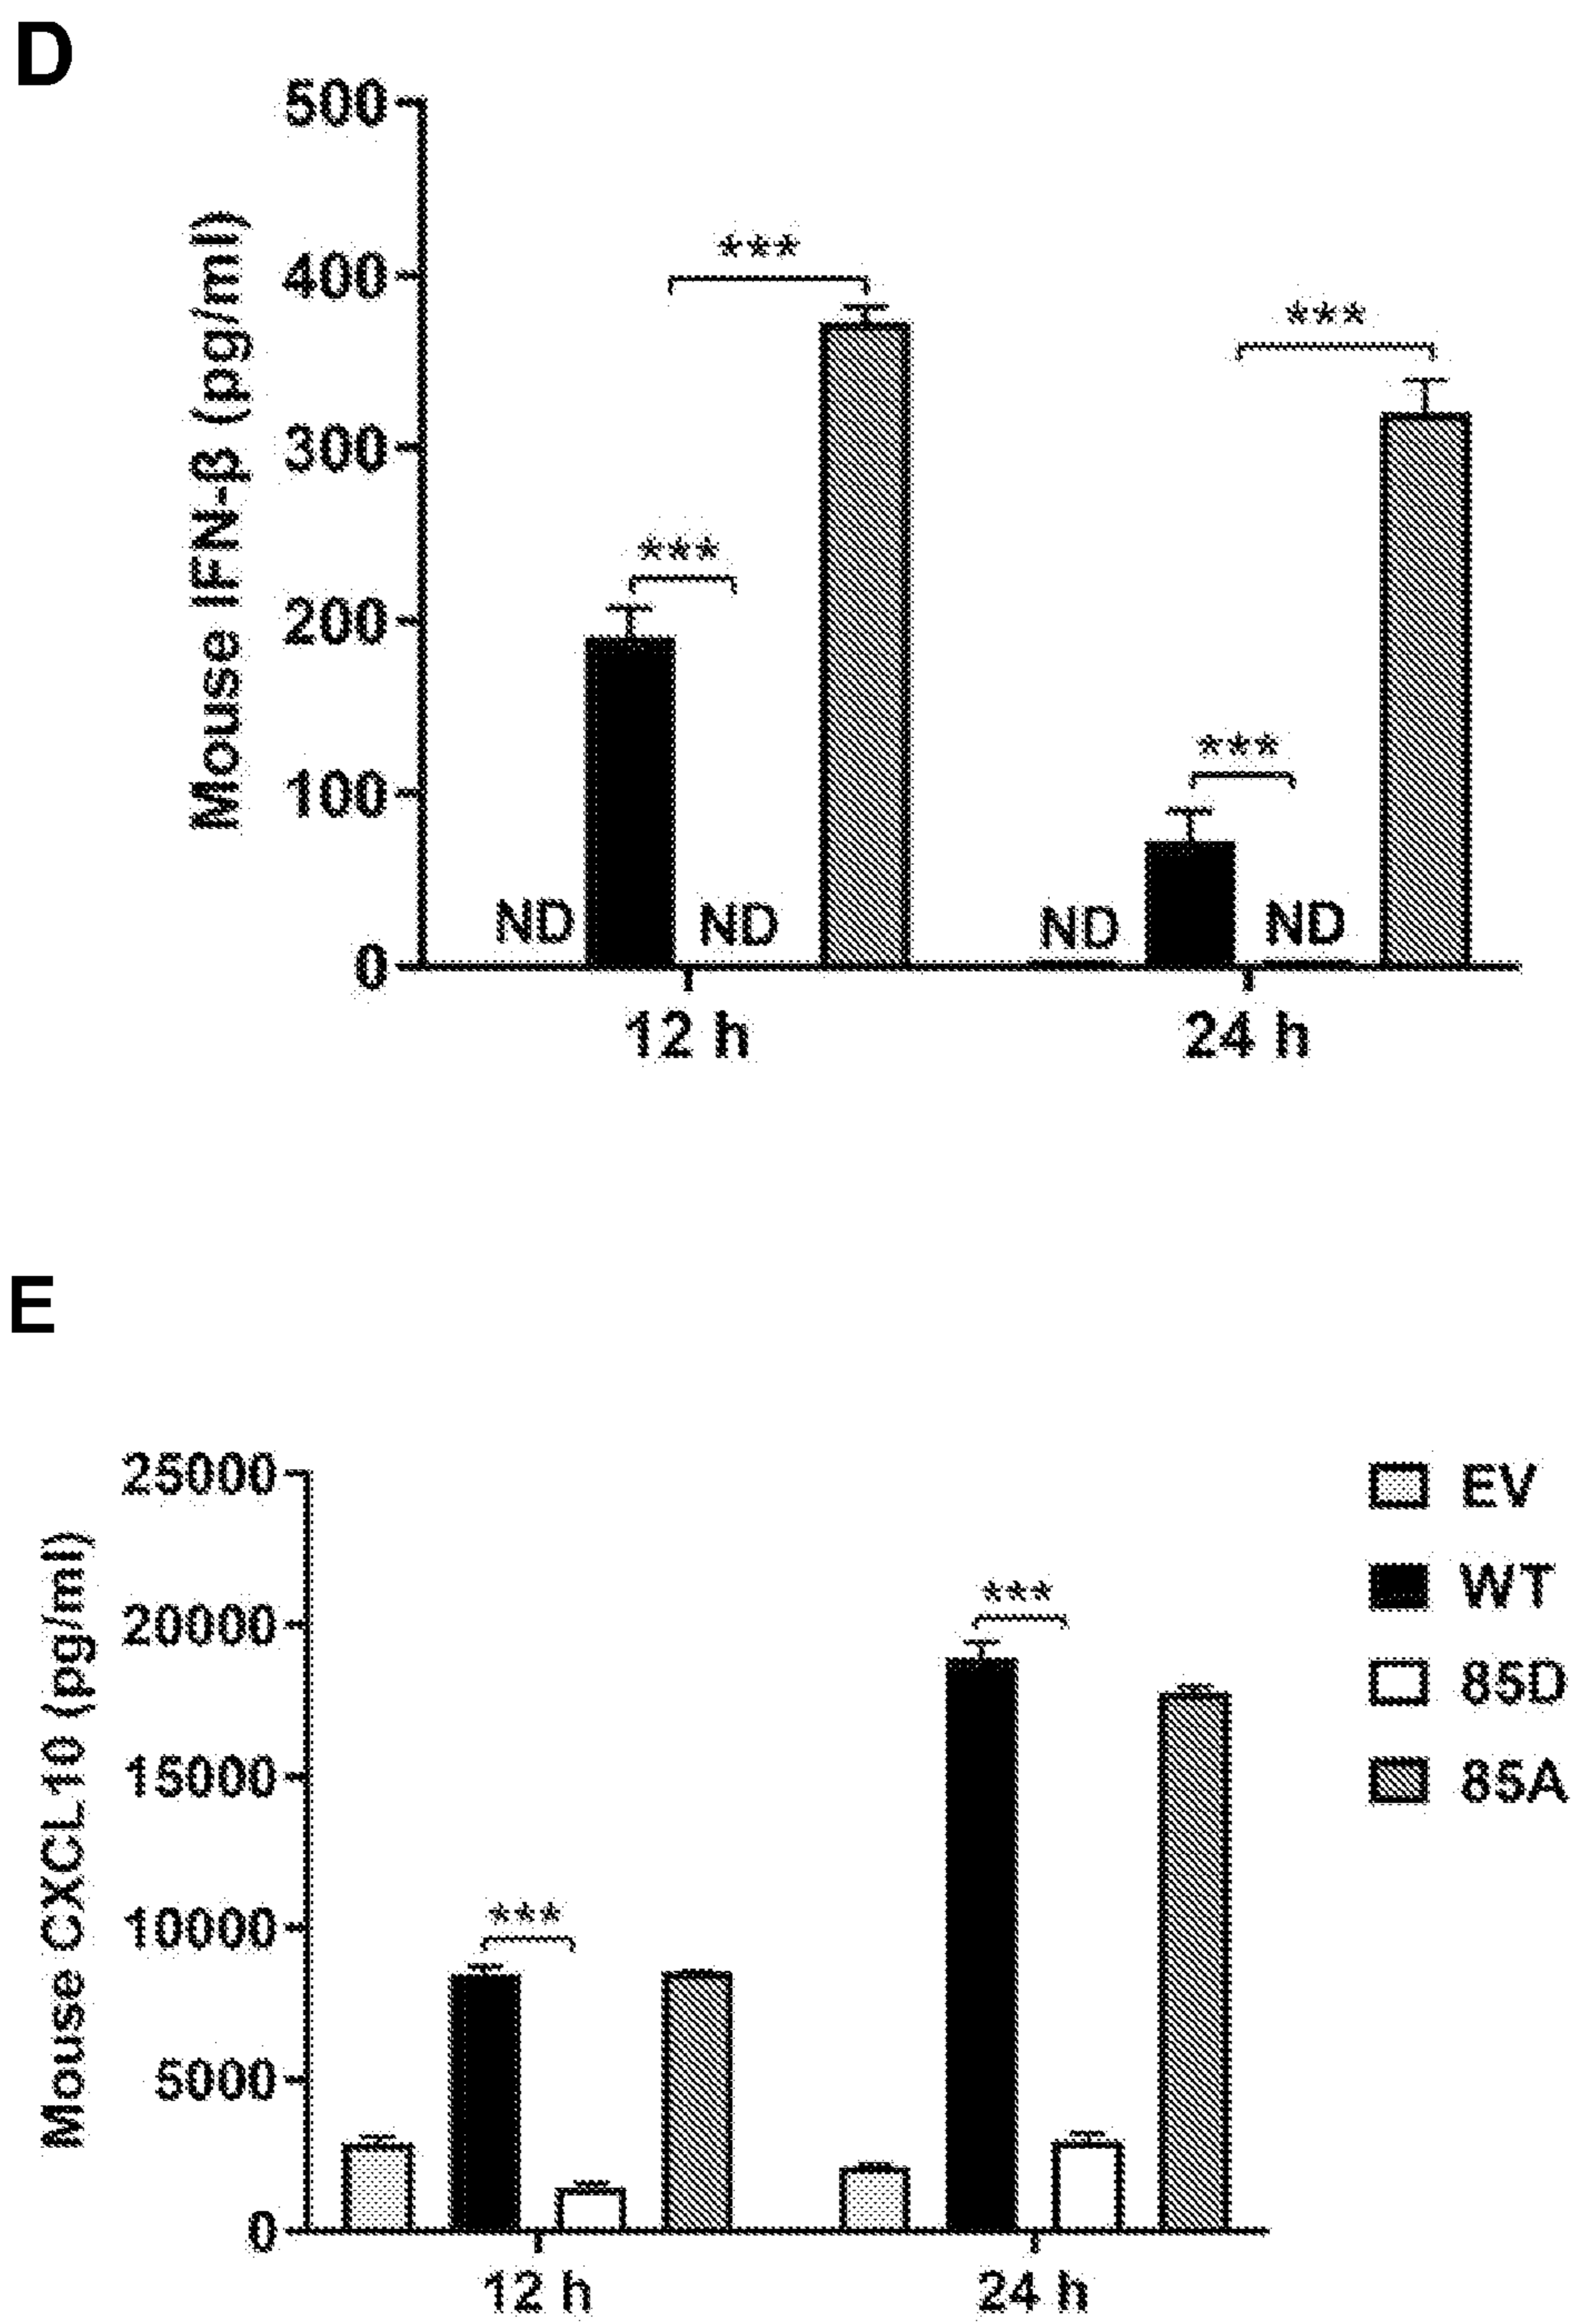 D
Mouse IFN-β (pg/ml)
500
400
300
200
100
0
***
***
***
***
ND
ND
ND
ND
12 h
24 h
E
Mouse CXCL10 (pg/ml)
25000
20000
15000
10000
5000
0
***
***
12 h
24 h
EV
WT
85D
85A